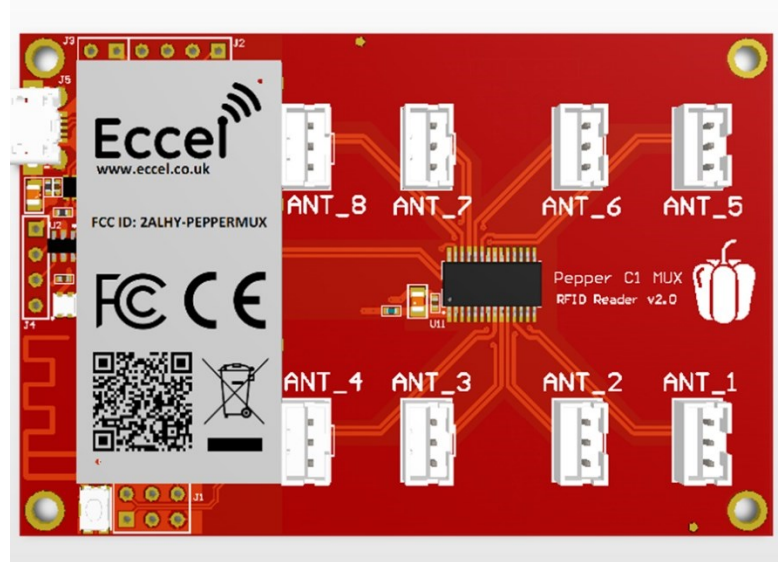 J3
J2
J5
Eccel
www.eccel.co.uk
FCC ID: 2ALHY-PEPPERMUX
FC CE
ANT_8
ANT_7
ANT_6
ANT_5
U2
J4
U11
Pepper C1 MUX
RFID Reader v2.0
ANT_4
ANT_3
ANT_2
ANT_1
J1